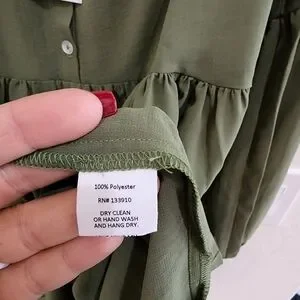 100% Polyester
RN# 133910
DRY CLEAN
OR HAND WASH
AND HANG DRY.